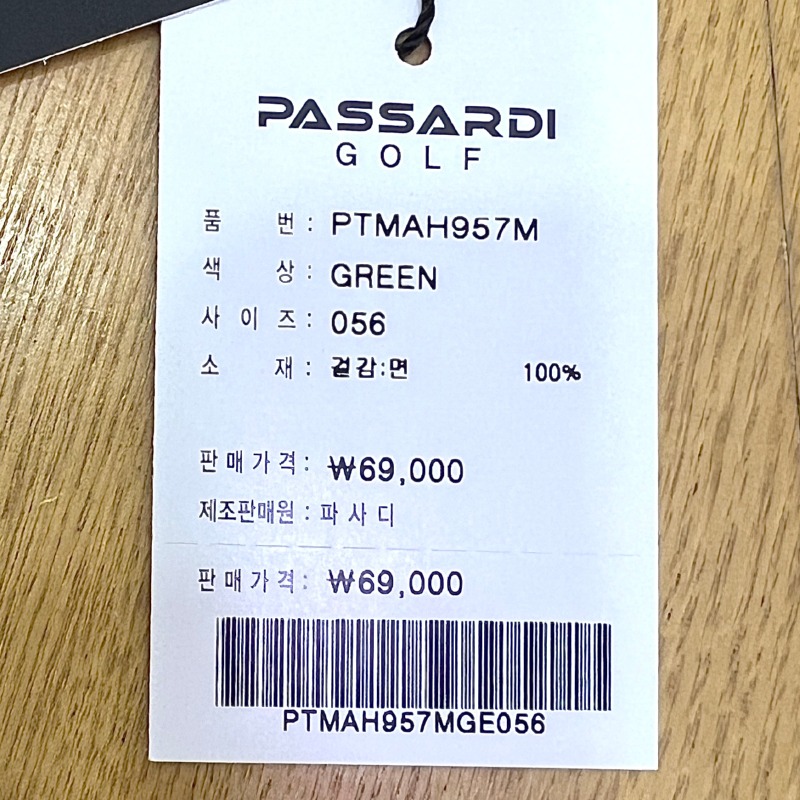 PASSARDI
GOLF
품 번 : PTMAH957M
색 상 : GREEN
사 이 즈 : 056
소 재 : 겉감:면 100%
판 매 가 격 : ₩69,000
제조판매원 : 파 사 디
판 매 가 격 : ₩69,000
PTMAH957MGE056